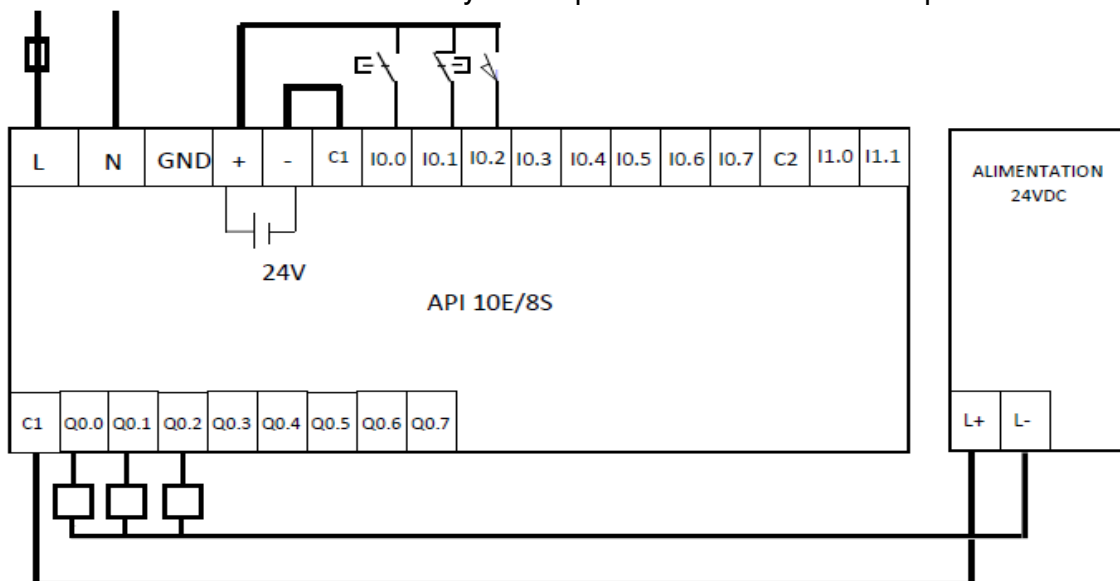 L N GND + - C1 I0.0 I0.1 I0.2 I0.3 I0.4 I0.5 I0.6 I0.7 C2 I1.0 I1.1
24V
API 10E/8S
C1 Q0.0 Q0.1 Q0.2 Q0.3 Q0.4 Q0.5 Q0.6 Q0.7
ALIMENTATION
24VDC
L+ L-